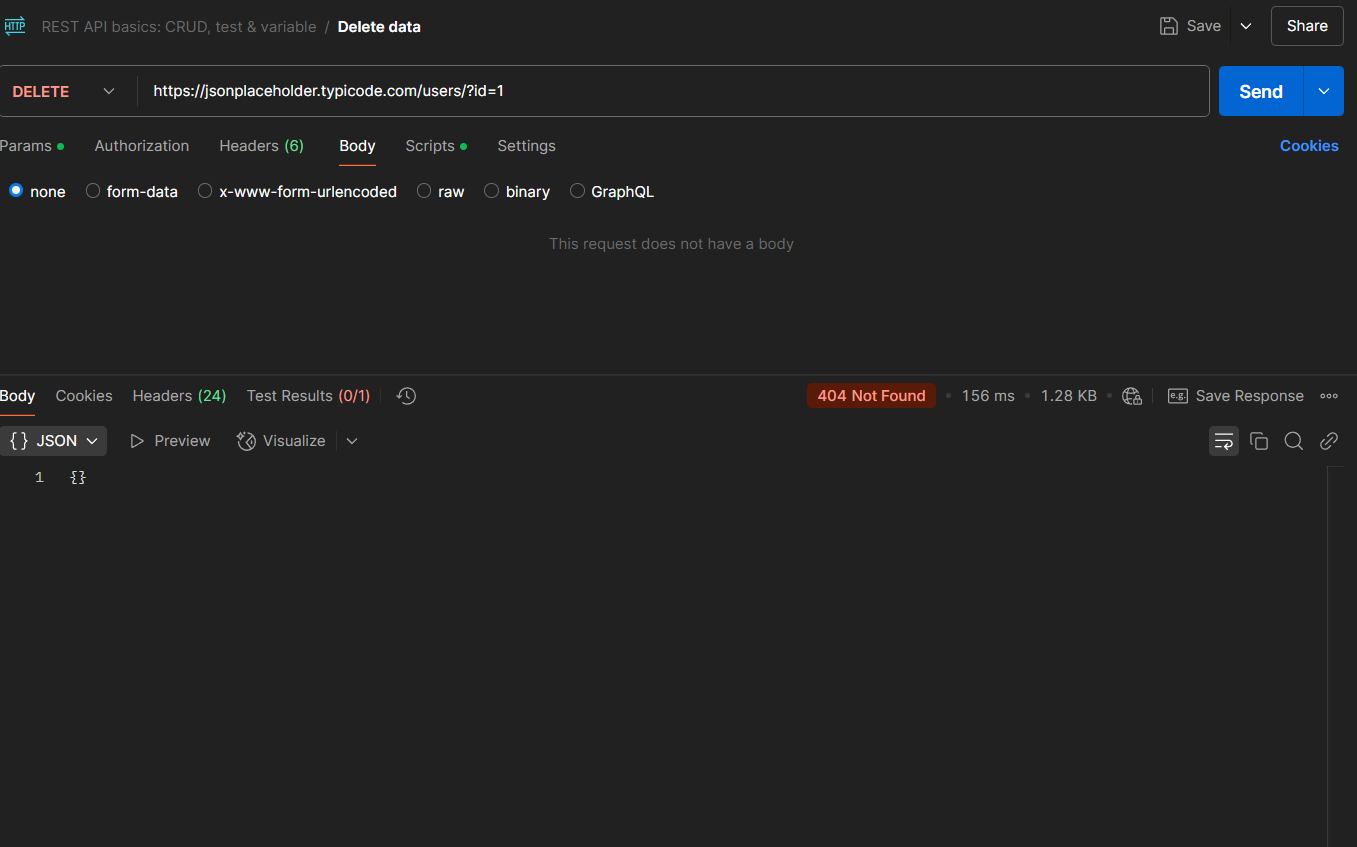 HTTP REST API basics: CRUD, test & variable / Delete data Save Share
DELETE https://jsonplaceholder.typicode.com/users/?id=1 Send
Params Authorization Headers (6) Body Scripts Settings Cookies
none form-data x-www-form-urlencoded raw binary GraphQL
This request does not have a body
Body Cookies Headers (24) Test Results (0/1) 404 Not Found • 156 ms • 1.28 KB • e.g. Save Response
{} JSON Preview Visualize
1 {}